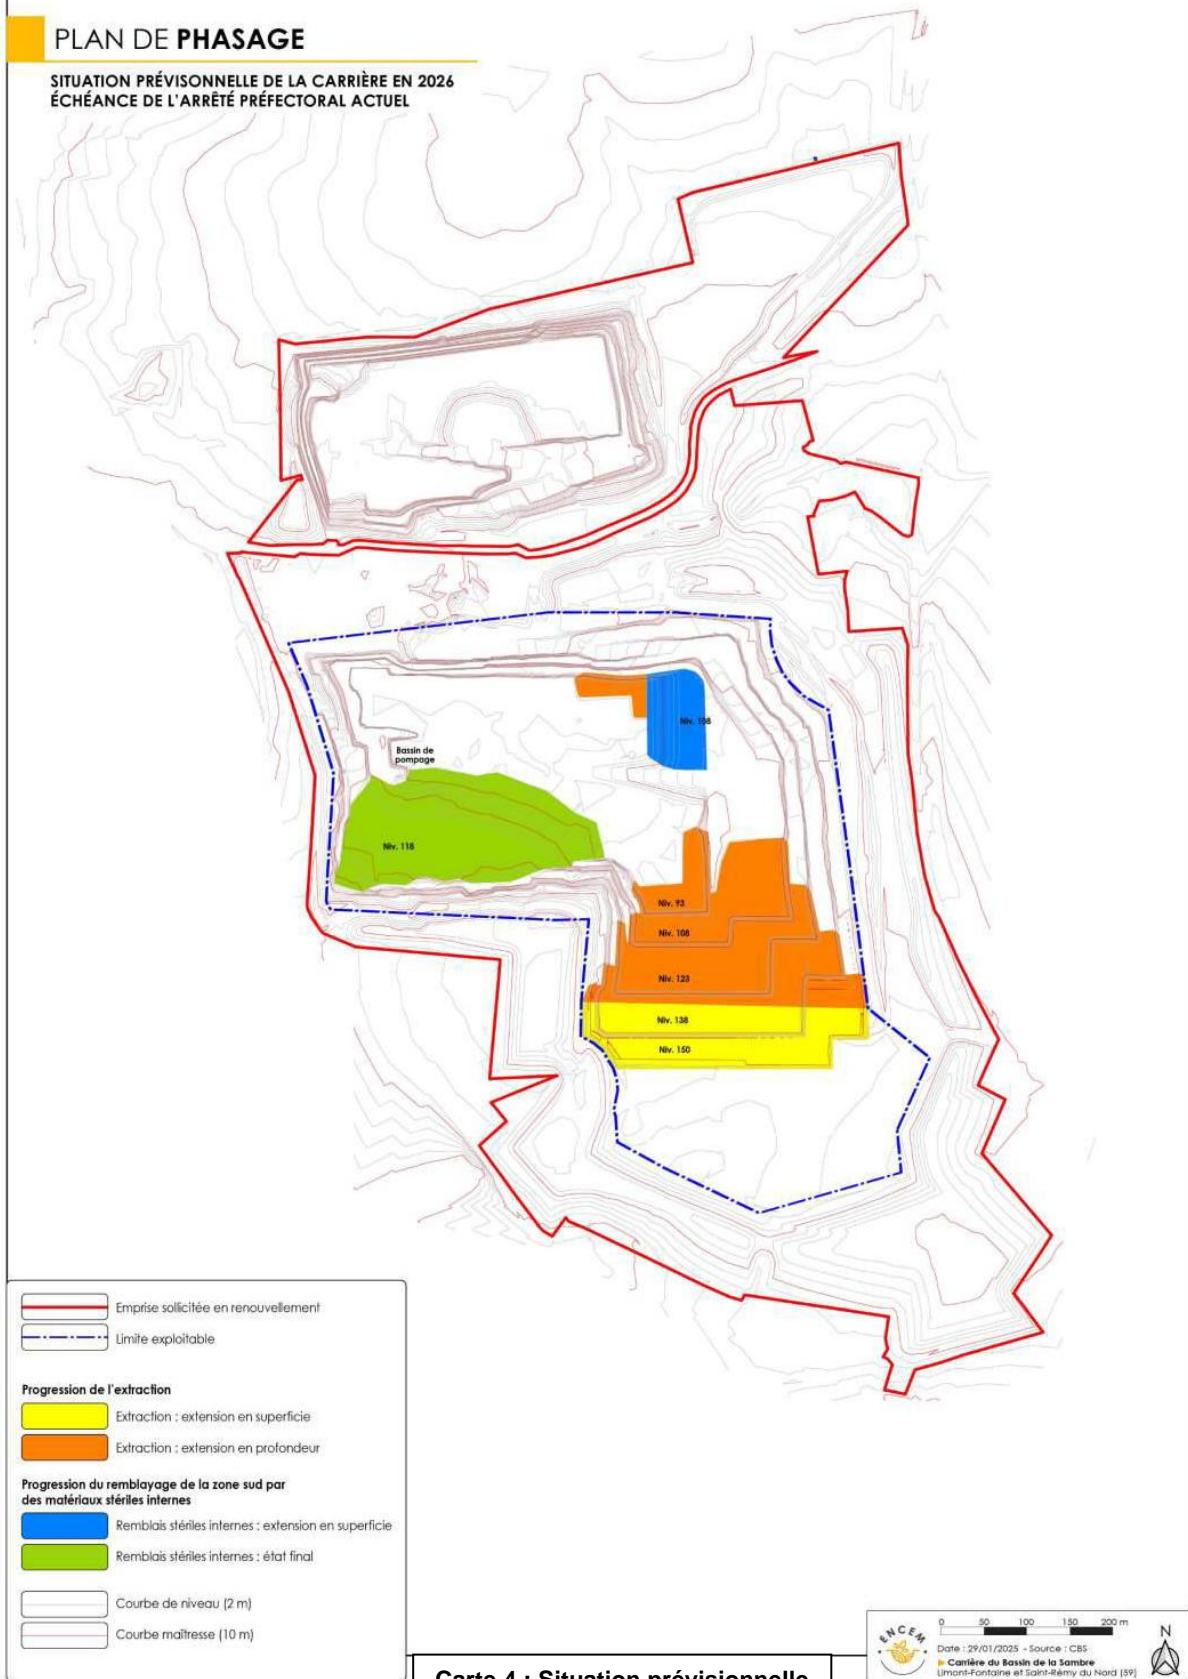 PLAN DE PHASAGE
SITUATION PRÉVISONNELLE DE LA CARRIÈRE EN 2026
ÉCHÉANCE DE L'ARRÊTÉ PRÉFECTORAL ACTUEL
Niv. 108
Bassin de
pompage
Niv. 118
Niv. 93
Niv. 108
Niv. 123
Niv. 138
Niv. 150
Emprise sollicitée en renouvellement
Limite exploitable
Progression de l'extraction
Extraction : extension en superficie
Extraction : extension en profondeur
Progression du remblayage de la zone sud par
des matériaux stériles internes
Remblais stériles internes : extension en superficie
Remblais stériles internes : état final
Courbe de niveau (2 m)
Courbe maîtresse (10 m)
ENCEM
0 50 100 150 200 m
N
Date : 29/01/2025 - Source : CBS
Carrière du Bassin de la Sambre
Limont-Fontaine et Saint-Rémy du Nord (59)
Carte 4 : Situation prévisionnelle